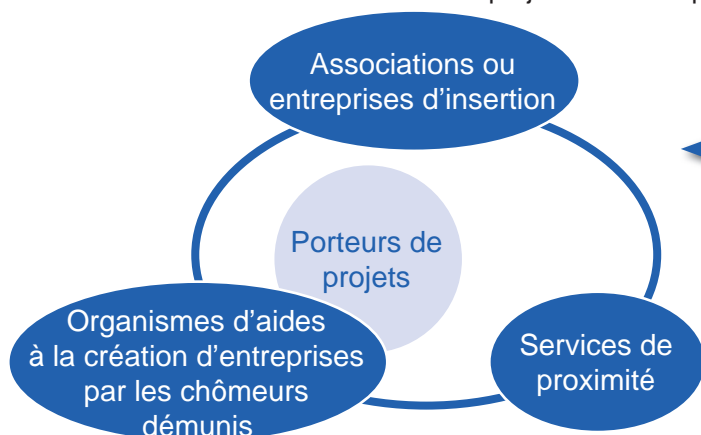 Associations ou
entreprises d’insertion
Porteurs de
projets
Organismes d’aides
à la création d’entreprises
par les chômeurs
démunis
Services de
proximité